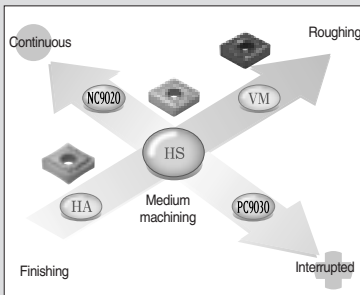 Continuous
Roughing
NC9020
VM
HS
HA
Medium
machining
PC9030
Finishing
Interrupted